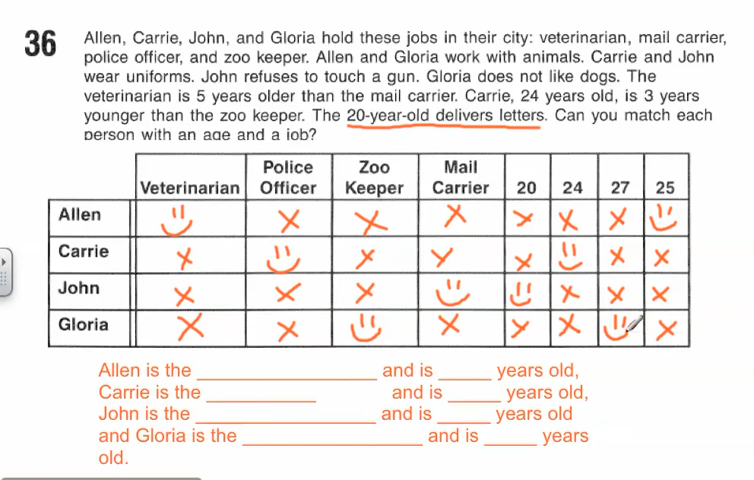 36
Allen, Carrie, John, and Gloria hold these jobs in their city: veterinarian, mail carrier,
police officer, and zoo keeper. Allen and Gloria work with animals. Carrie and John
wear uniforms. John refuses to touch a gun. Gloria does not like dogs. The
veterinarian is 5 years older than the mail carrier. Carrie, 24 years old, is 3 years
younger than the zoo keeper. The 20-year-old delivers letters. Can you match each
person with an age and a job?
Police Zoo Mail
Veterinarian Officer Keeper Carrier 20 24 27 25
Allen X X X X X X
Carrie X X X X X X
John X X X X X X
Gloria X X X X X X
Allen is the ________________ and is _____ years old,
Carrie is the __________ and is _____ years old,
John is the ________________ and is _____ years old
and Gloria is the ________________ and is _____ years
old.